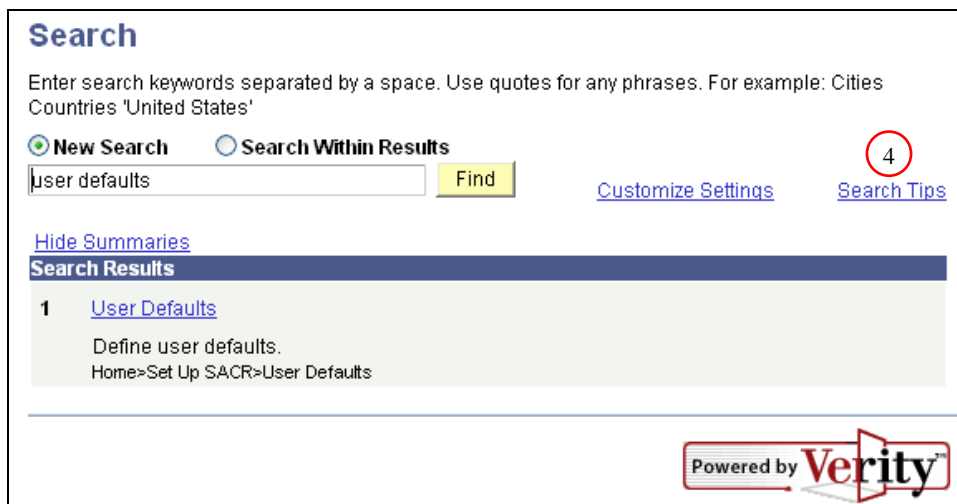 Search
Enter search keywords separated by a space. Use quotes for any phrases. For example: Cities
Countries 'United States'
New Search Search Within Results
4
user defaults Find Customize Settings Search Tips
Hide Summaries
Search Results
1 User Defaults
Define user defaults.
Home>Set Up SACR>User Defaults
Powered by Verity™